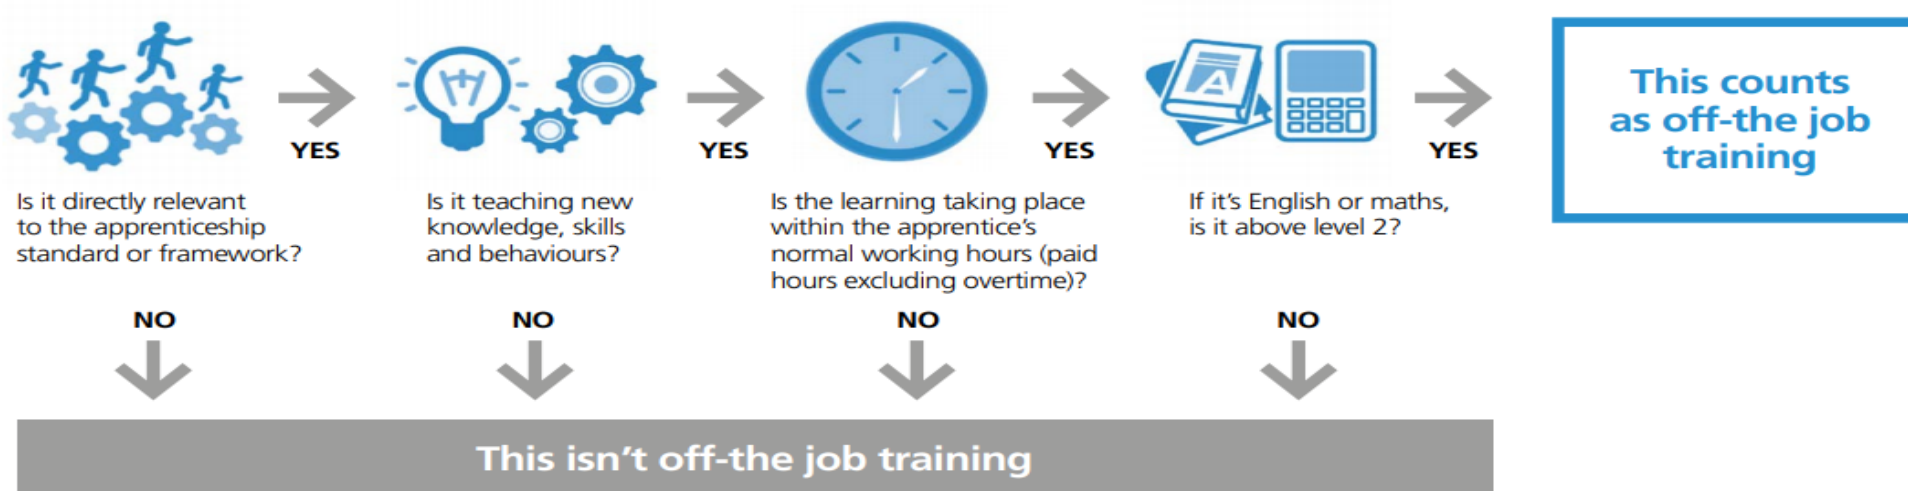 YES
YES
YES
YES
This counts
as off-the job
training
Is it directly relevant
to the apprenticeship
standard or framework?
Is it teaching new
knowledge, skills
and behaviours?
Is the learning taking place
within the apprentice’s
normal working hours (paid
hours excluding overtime)?
If it’s English or maths,
is it above level 2?
NO
NO
NO
NO
This isn’t off-the job training
A